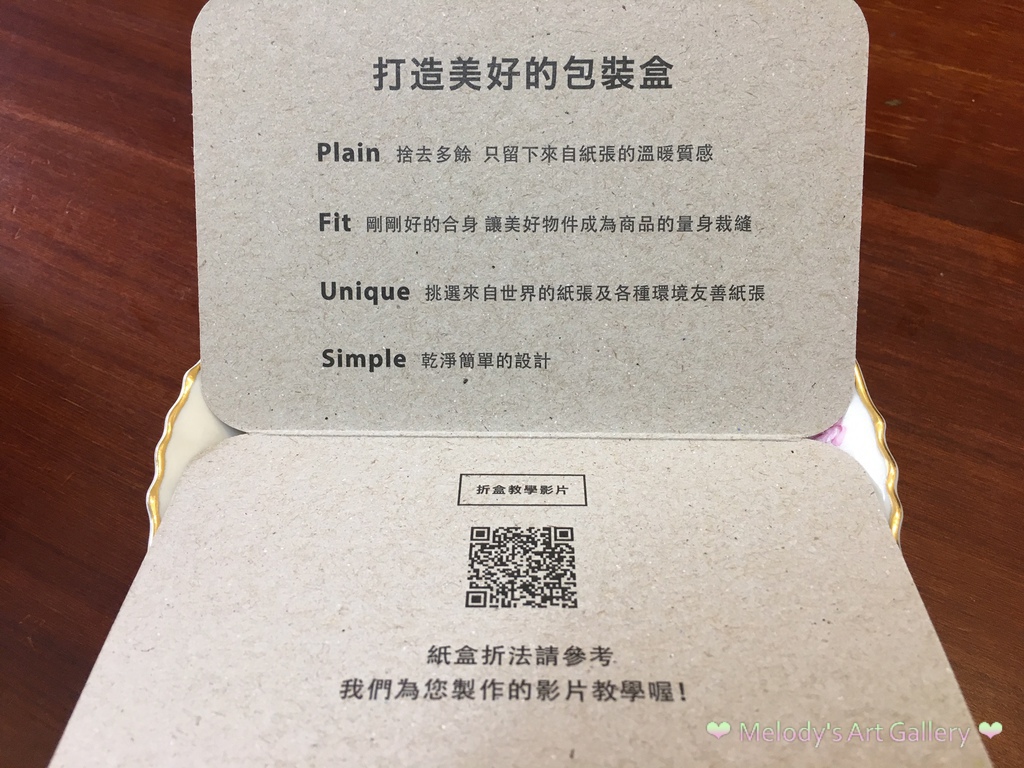 打造美好的包裝盒
Plain 捨去多餘 只留下來自紙張的溫暖質感
Fit 剛剛好的合身 讓美好物件成為商品的量身裁縫
Unique 挑選來自世界的紙張及各種環境友善紙張
Simple 乾淨簡單的設計
折盒教學影片
紙盒折法請參考
我們為您製作的影片教學喔!
Melody's Art Gallery